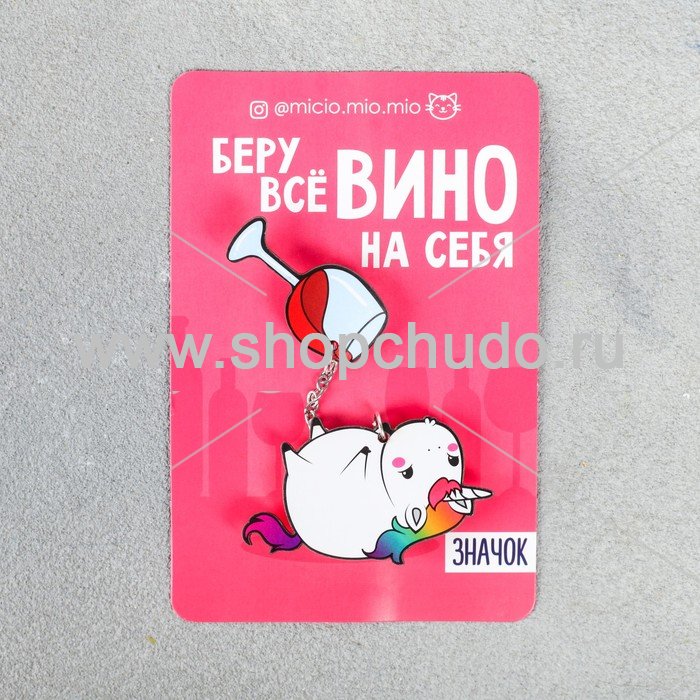 @micio.mio.mio
БЕРУ
ВСЁ ВИНО
НА СЕБЯ
www.shopchudo.ru
ЗНАЧОК